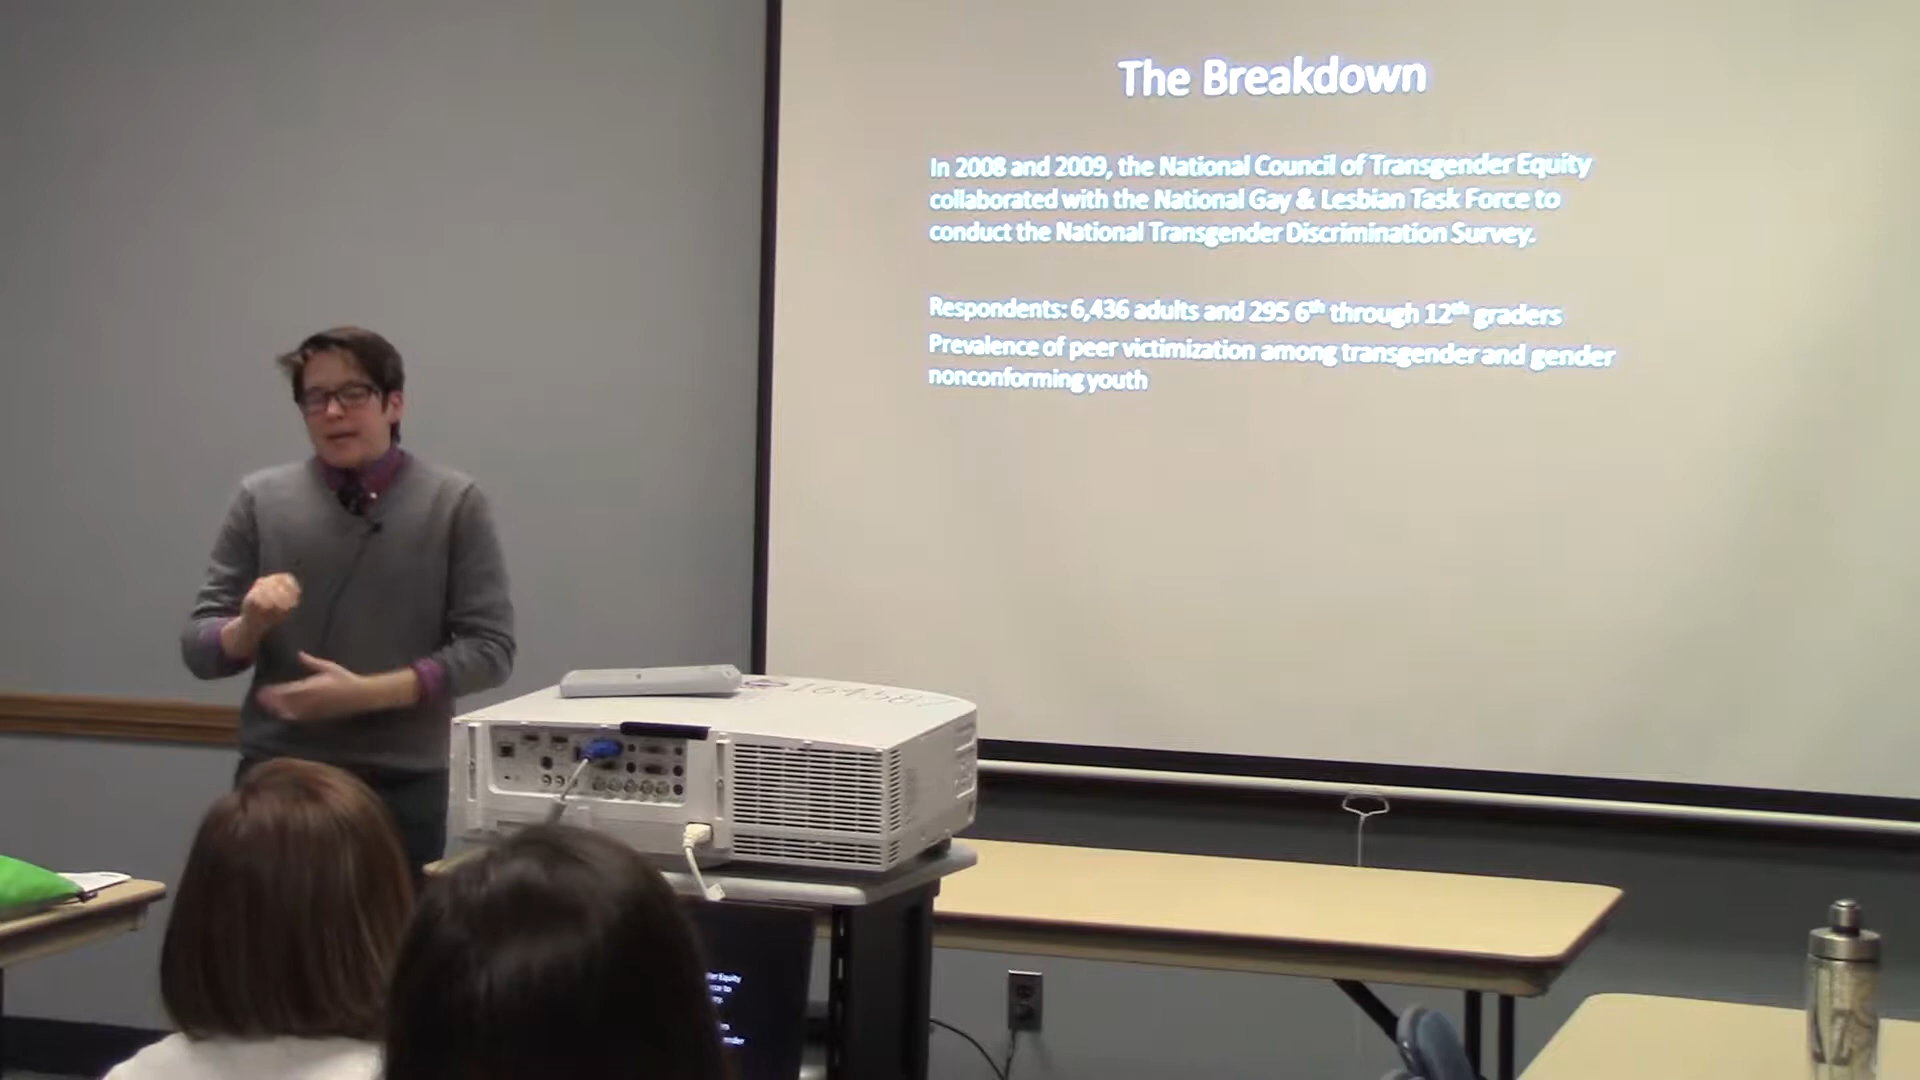 The Breakdown
In 2008 and 2009, the National Council of Transgender Equity
collaborated with the National Gay & Lesbian Task Force to
conduct the National Transgender Discrimination Survey.
Respondents: 6,436 adults and 295 6th through 12th graders
Prevalence of peer victimization among transgender and gender
nonconforming youth